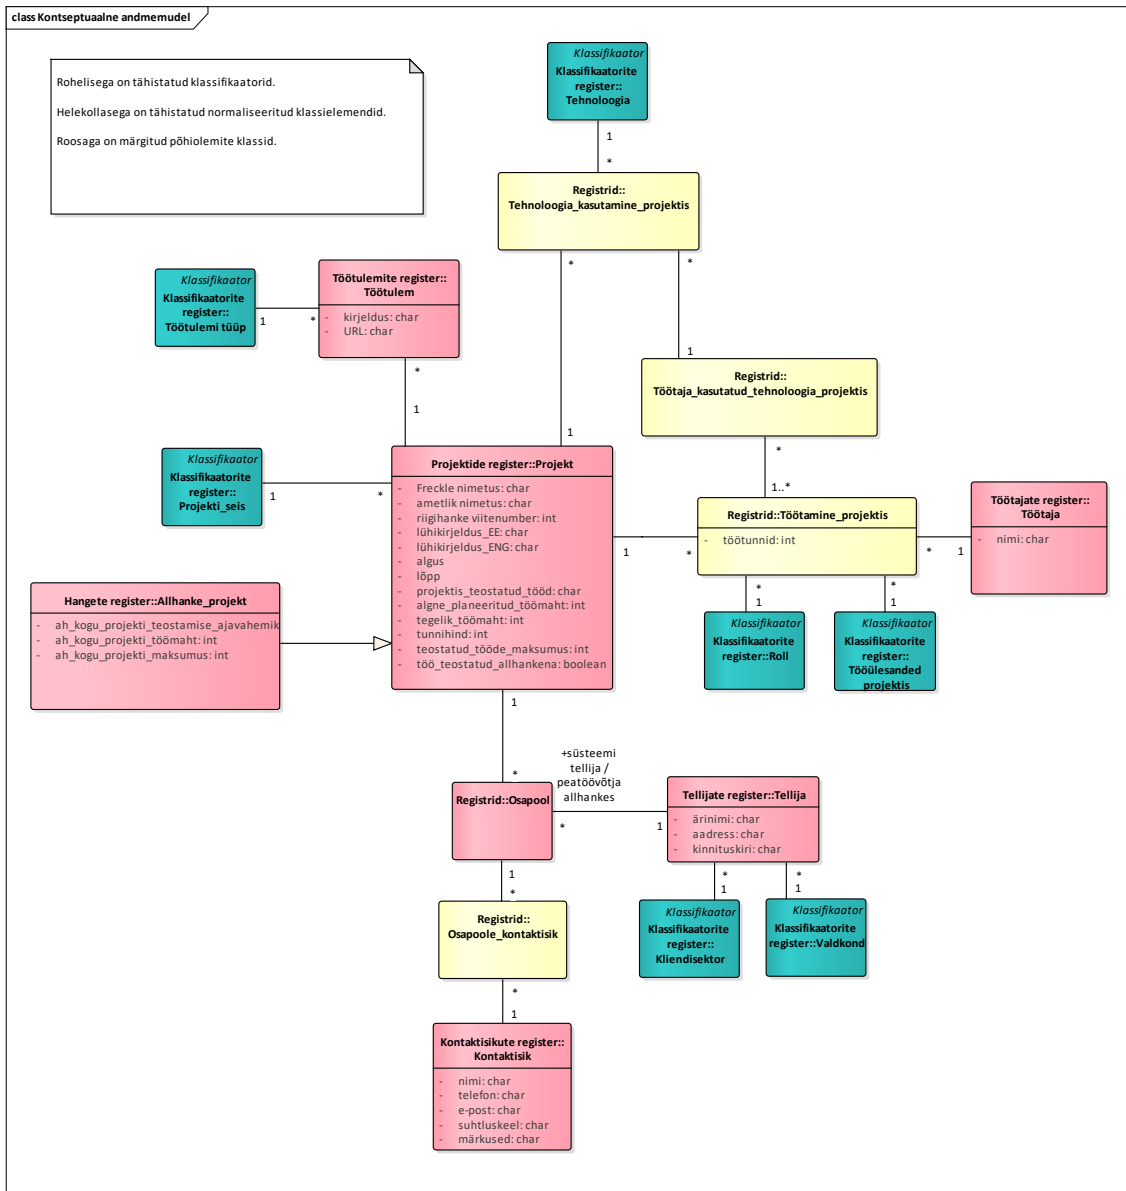 class Kontseptuaalne andmemudel
Rohelisega on tähistatud klassifikaatorid.
Helekollasega on tähistatud normaliseeritud klassielemendid.
Roosaga on märgitud põhiolemite klassid.
Klassifikaator
Klassifikaatorite
register::
Tehnoloogia
1
*
Registrid::
Tehnoloogia_kasutamine_projektis
*
*
1
1
Klassifikaator
Klassifikaatorite
register::
Töötulemi tüüp
1
*
Töötulemite register::
Töötulem
- kirjeldus: char
- URL: char
*
1
Registrid::
Töötaja_kasutatud_tehnoloogia_projektis
*
1..*
Klassifikaator
Klassifikaatorite
register::
Projekti_seis
1
*
Projektide register::Projekt
- Freckle nimetus: char
- ametlik nimetus: char
- riigihanke viitenumber: int
- lühikirjeldus_EE: char
- lühikirjeldus_ENG: char
- algus
- lõpp
- projektis_teostatud_tööd: char
- algne_planeeritud_töömaht: int
- tegelik_töömaht: int
- tunnihind: int
- teostatud_tööde_maksumus: int
- töö_teostatud_allhankena: boolean
1
*
Registrid::Töötamine_projektis
- töötunnid: int
*
1
Töötajate register::
Töötaja
- nimi: char
*
1
*
1
Klassifikaator
Klassifikaatorite
register::Roll
Klassifikaator
Klassifikaatorite
register::
Tööülesanded
projektis
Hangete register::Allhanke_projekt
- ah_kogu_projekti_teostamise_ajavahemik
- ah_kogu_projekti_töömaht: int
- ah_kogu_projekti_maksumus: int
1
*
Registrid::Osapool
+süsteemi
tellija /
peatöövõtja
allhankes
*
1
Tellijate register::Tellija
- ärinimi: char
- aadress: char
- kinnituskiri: char
*
1
*
1
Klassifikaator
Klassifikaatorite
register::
Kliendisektor
Klassifikaator
Klassifikaatorite
register::Valdkond
1
*
Registrid::
Osapoole_kontaktisik
*
1
Kontaktisikute register::
Kontaktisik
- nimi: char
- telefon: char
- e-post: char
- suhtluskeel: char
- märkused: char